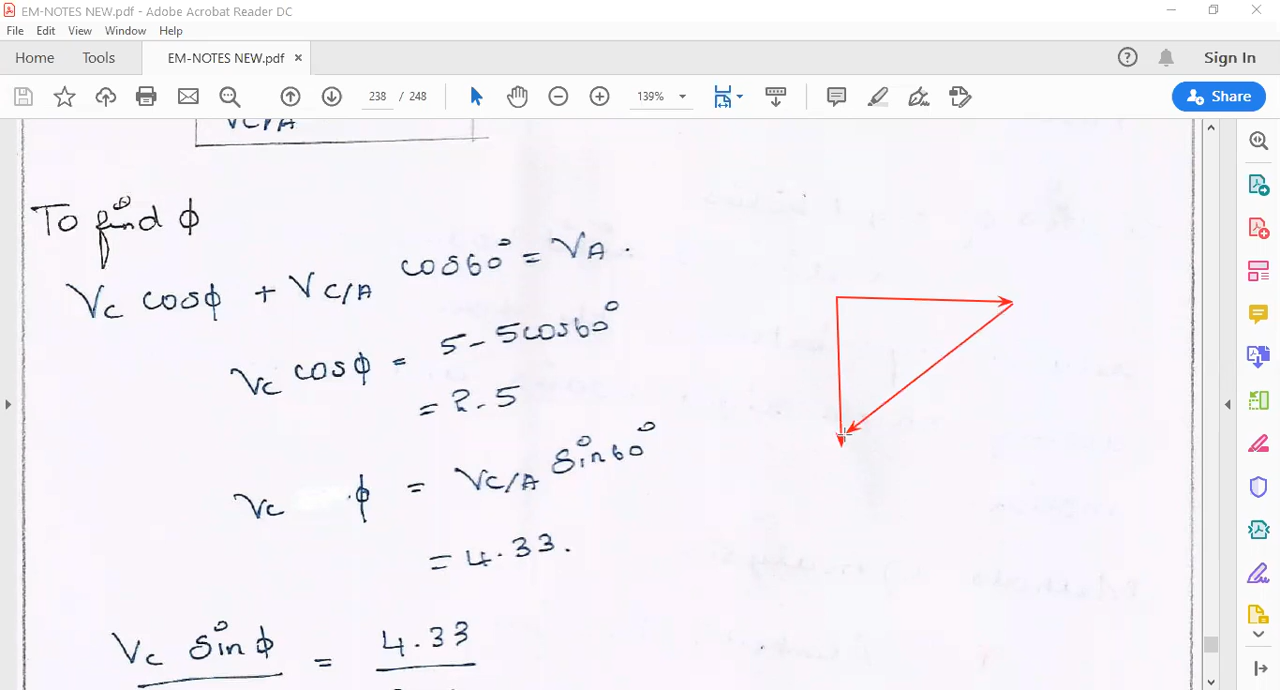 EM-NOTES NEW.pdf - Adobe Acrobat Reader DC
File Edit View Window Help
Home Tools EM-NOTES NEW.pdf × Sign In
238 / 248 139% Share
VC/A
To find ϕ
Vc cosϕ + VC/A cos60° = VA.
Vc cosϕ = 5-5cos60°
= 2.5
Vc ϕ = VC/A sin60°
= 4.33.
Vc sinϕ = 4.33